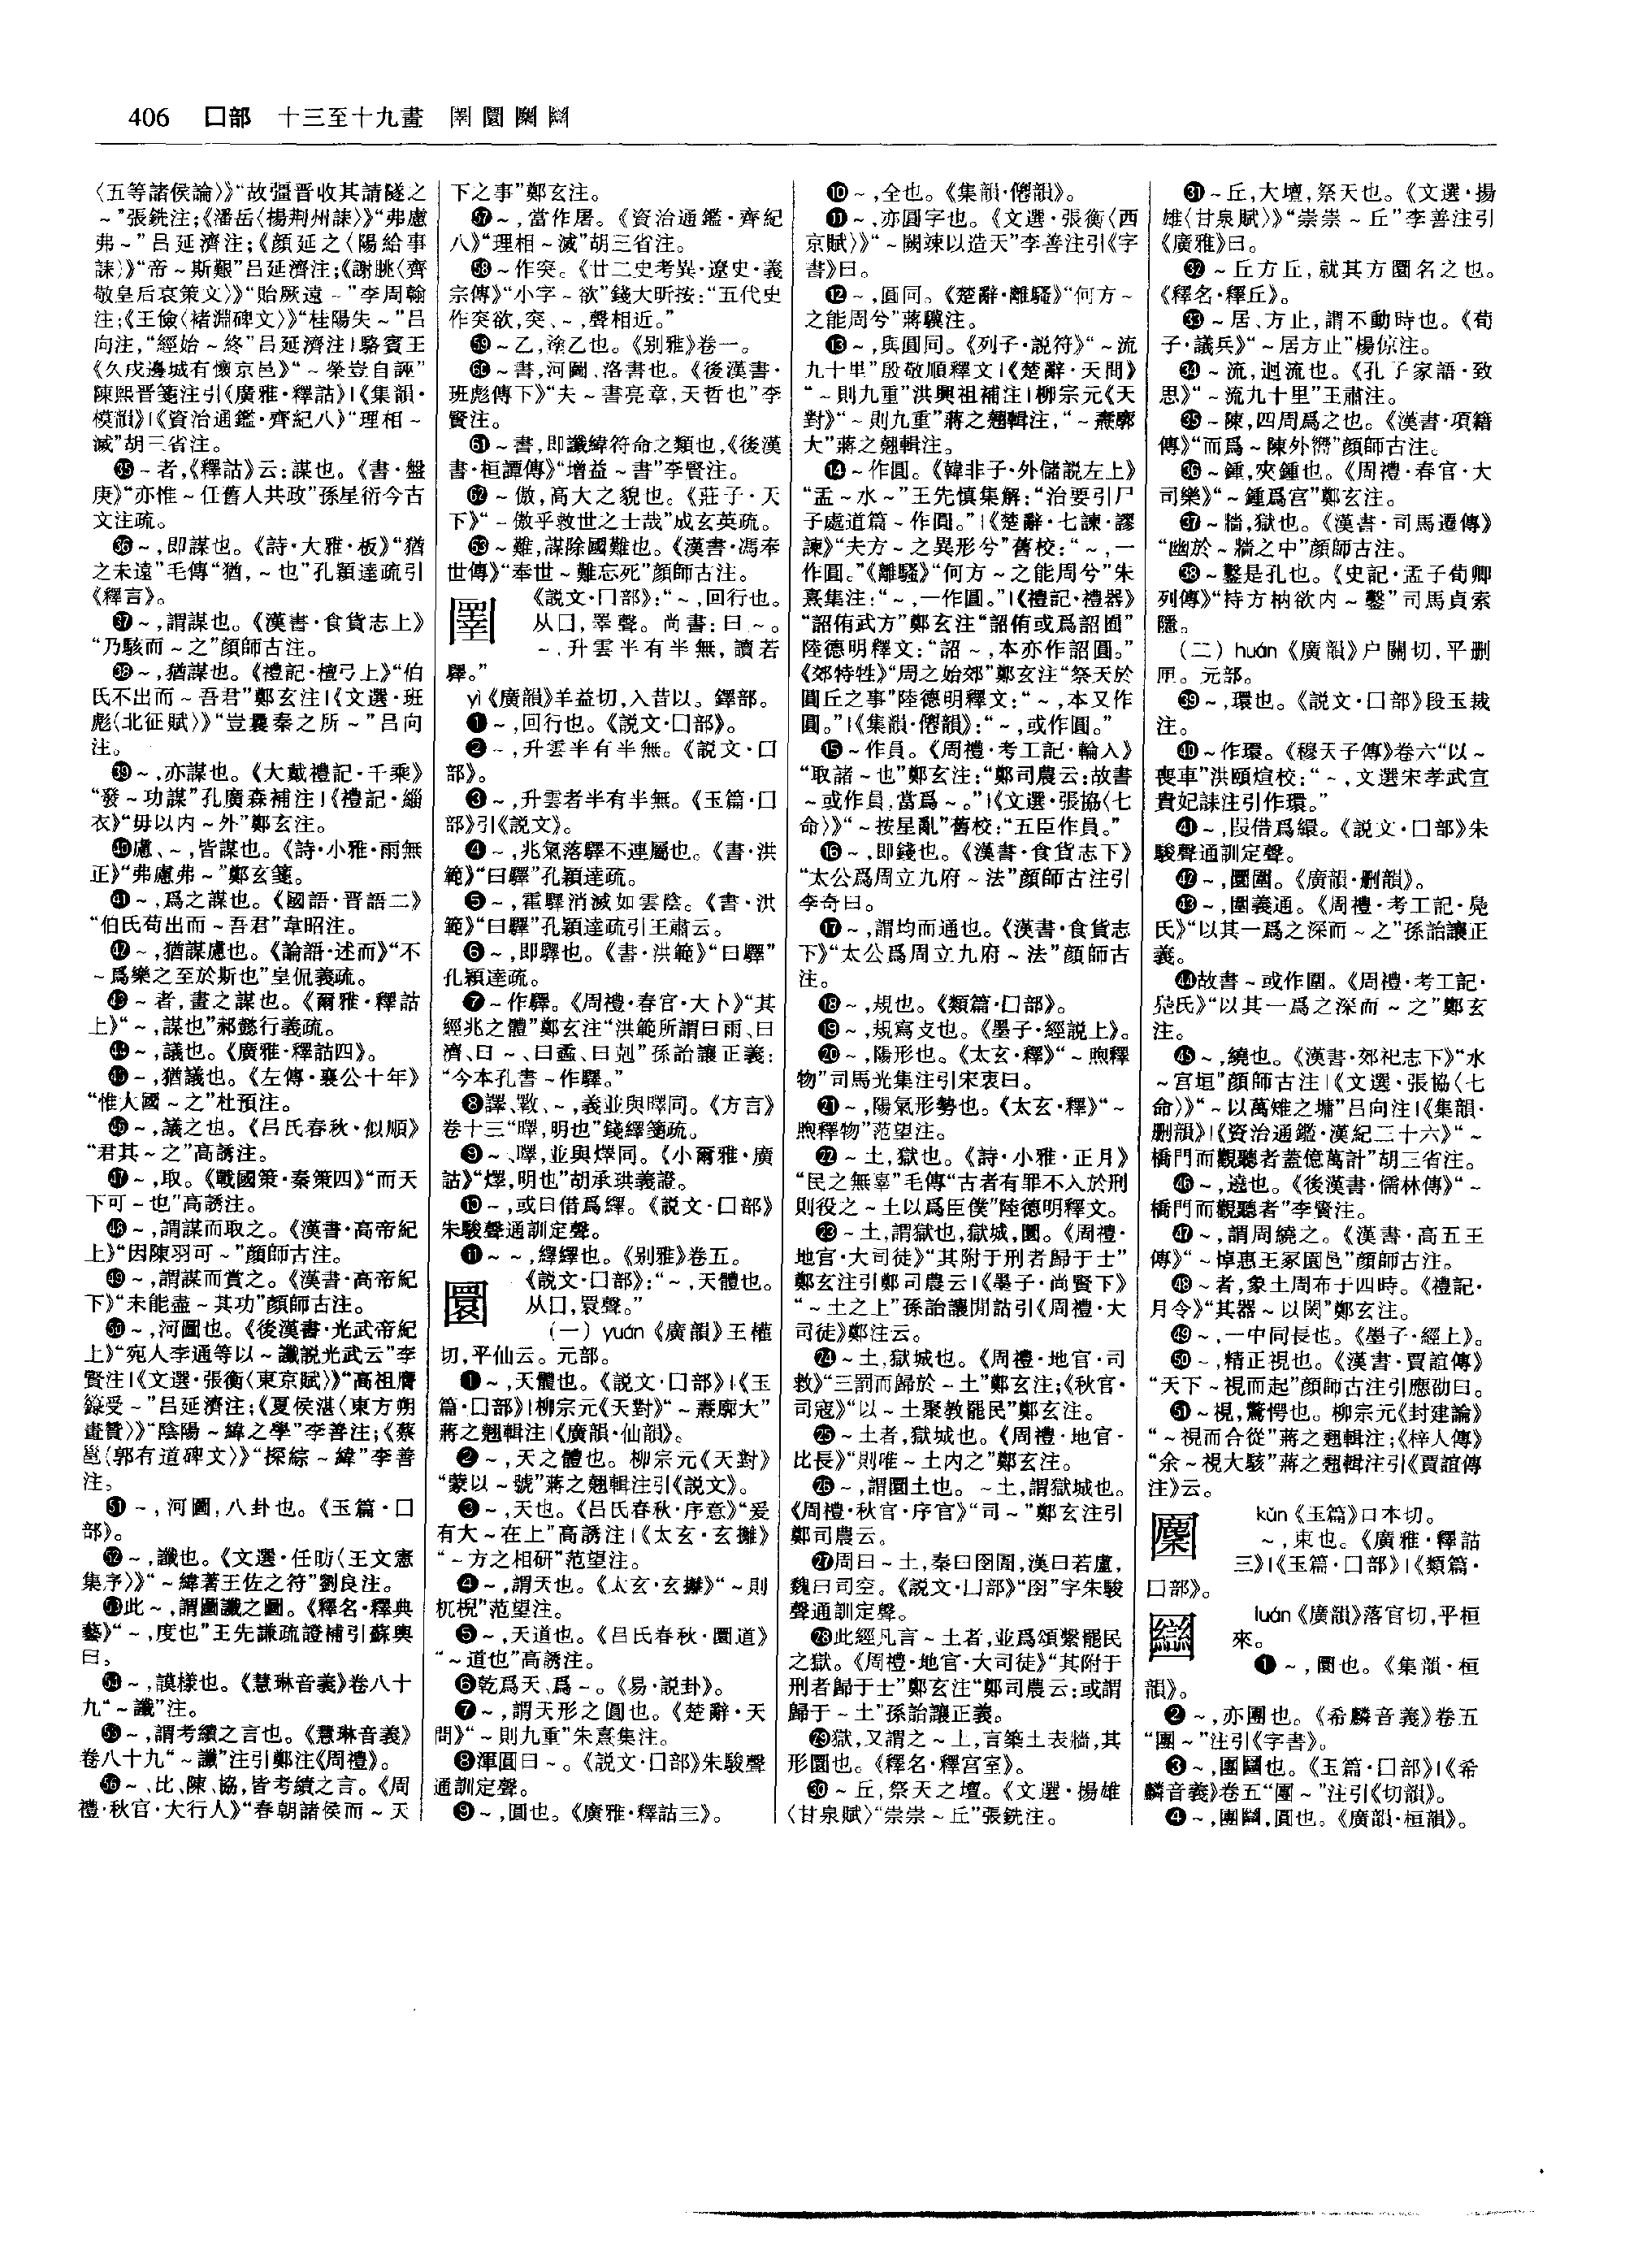 406 囗部 十三至十九畫 圛圜𡈽圞
〈五等諸侯論〉》“故彊晋收其請隧之
~”張銑注;《潘岳〈楊荆州誄〉》“弗慮
弗~”吕延濟注;《顔延之〈陽給事
誄〉》“帝~斯艱”吕延濟注;《謝朓〈齊
敬皇后哀策文〉》“貽厥遠~”李周翰
注;《王儉〈褚淵碑文〉》“桂陽失~”吕
向注,“經始~終”吕延濟注|駱賓王
《久戍邊城有懷京邑》“~榮豈自誣”
陳熙晋箋注引《廣雅·釋詁》|《集韻·
模韻》|《資治通鑑·齊紀八》“理相~
滅”胡三省注。
㉟~者,《釋詁》云:謀也。《書·盤
庚》“亦惟~任舊人共政”孫星衍今古
文注疏。
㊱~,即謀也。《詩·大雅·板》“猶
之未遠”毛傳“猶,~也”孔穎達疏引
《釋言》。
㊲~,謂謀也。《漢書·食貨志上》
“乃駭而~之”顔師古注。
㊳~,猶謀也。《禮記·檀弓上》“伯
氏不出而~吾君”鄭玄注|《文選·班
彪〈北征賦〉》“豈曩秦之所~”吕向
注。
㊴~,亦謀也。《大戴禮記·千乘》
“發~功謀”孔廣森補注|《禮記·緇
衣》“毋以内~外”鄭玄注。
㊵慮、~,皆謀也。《詩·小雅·雨無
正》“弗慮弗~”鄭玄箋。
㊶~,爲之謀也。《國語·晋語二》
“伯氏苟出而~吾君”韋昭注。
㊷~,猶謀慮也。《論語·述而》“不
~爲樂之至於斯也”皇侃義疏。
㊸~者,畫之謀也。《爾雅·釋詁
上》“~,謀也”郝懿行義疏。
㊹~,議也。《廣雅·釋詁四》。
㊺~,猶議也。《左傳·襄公十年》
“惟大國~之”杜預注。
㊻~,議之也。《吕氏春秋·似順》
“君其~之”高誘注。
㊼~,取。《戰國策·秦策四》“而天
下可~也”高誘注。
㊽~,謂謀而取之。《漢書·高帝紀
上》“因陳羽可~”顔師古注。
㊾~,謂謀而賞之。《漢書·高帝紀
下》“未能盡~其功”顔師古注。
㊿~,河圖也。《後漢書·光武帝紀
上》“宛人李通等以~讖説光武云”李
賢注|《文選·張衡〈東京賦〉》“高祖膺
籙受~”吕延濟注;《夏侯湛〈東方朔
畫贊〉》“陰陽~緯之學”李善注;《蔡
邕〈郭有道碑文〉》“探綜~緯”李善
注。
51~,河圖,八卦也。《玉篇·囗
部》。
52~,讖也。《文選·任昉〈王文憲
集序〉》“~緯著王佐之符”劉良注。
53此~,謂圖讖之圖。《釋名·釋典
藝》“~,度也”王先謙疏證補引蘇輿
曰。
54~,謨樣也。《慧琳音義》卷八十
九“~讖”注。
55~,謂考績之言也。《慧琳音義》
卷八十九“~讖”注引鄭注《周禮》。
56~、比、陳、協,皆考績之言。《周
禮·秋官·大行人》“春朝諸侯而~天
下之事”鄭玄注。
57~,當作屠。《資治通鑑·齊紀
八》“理相~滅”胡三省注。
58~作突。《廿二史考異·遼史·義
宗傳》“小字~欲”錢大昕按:“五代史
作突欲,突、~,聲相近。”
59~乙,塗乙也。《别雅》卷一。
60~書,河圖、洛書也。《後漢書·
班彪傳下》“夫~書亮章,天哲也”李
賢注。
61~書,即讖緯符命之類也,《後漢
書·桓譚傳》“增益~書”李賢注。
62~傲,高大之貌也。《莊子·天
下》“~傲乎救世之士哉”成玄英疏。
63~難,謀除國難也。《漢書·馮奉
世傳》“奉世~難忘死”顔師古注。
圛 《説文·囗部》:“~,回行也。
从囗,睪聲。尚書:曰~。
~,升雲半有半無,讀若
驛。”
yì《廣韻》羊益切,入昔以。鐸部。
❶~,回行也。《説文·囗部》。
❷~,升雲半有半無。《説文·囗
部》。
❸~,升雲者半有半無。《玉篇·囗
部》引《説文》。
❹~,兆氣落驛不連屬也。《書·洪
範》“曰驛”孔穎達疏。
❺~,霍驛消滅如雲陰。《書·洪
範》“曰驛”孔穎達疏引王肅云。
❻~,即驛也。《書·洪範》“曰驛”
孔穎達疏。
❼~作驛。《周禮·春官·大卜》“其
經兆之體”鄭玄注“洪範所謂曰雨、曰
濟、曰~、曰蟊、曰剋”孫詒讓正義:
“今本孔書~作驛。”
❽譯、斁、~,義並與曎同。《方言》
卷十三“曎,明也”錢繹箋疏。
❾~、曎,並與燡同。《小爾雅·廣
詁》“燡,明也”胡承珙義證。
❿~,或曰借爲繹。《説文·囗部》
朱駿聲通訓定聲。
⓫~~,繹繹也。《别雅》卷五。
圜 《説文·囗部》:“~,天體也。
从囗,睘聲。”
(一)yuán《廣韻》王權
切,平仙云。元部。
❶~,天體也。《説文·囗部》|《玉
篇·囗部》|柳宗元《天對》“~燾廓大”
蔣之翹輯注|《廣韻·仙韻》。
❷~,天之體也。柳宗元《天對》
“蒙以~號”蔣之翹輯注引《説文》。
❸~,天也。《吕氏春秋·序意》“爰
有大~在上”高誘注|《太玄·玄攡》
“~方之相研”范望注。
❹~,謂天也。《太玄·玄攡》“~則
杌棿”范望注。
❺~,天道也。《吕氏春秋·圜道》
“~道也”高誘注。
❻乾爲天、爲~。《易·説卦》。
❼~,謂天形之圓也。《楚辭·天
問》“~則九重”朱熹集注。
❽渾圓曰~。《説文·囗部》朱駿聲
通訓定聲。
❾~,圓也。《廣雅·釋詁三》。
❿~,全也。《集韻·僊韻》。
⓫~,亦圓字也。《文選·張衡〈西
京賦〉》“~闕竦以造天”李善注引《字
書》曰。
⓬~,圓同。《楚辭·離騷》“何方~
之能周兮”蔣驥注。
⓭~,與圓同。《列子·説符》“~流
九十里”殷敬順釋文|《楚辭·天問》
“~則九重”洪興祖補注|柳宗元《天
對》“~則九重”蔣之翹輯注,“~燾廓
大”蔣之翹輯注。
⓮~作圓。《韓非子·外儲説左上》
“盂~水~”王先慎集解:“治要引尸
子處道篇~作圓。”|《楚辭·七諫·謬
諫》“夫方~之異形兮”舊校:“~,一
作圓。”《離騷》“何方~之能周兮”朱
熹集注:“~,一作圓。”|《禮記·禮器》
“詔侑武方”鄭玄注“詔侑或爲詔囿”
陸德明釋文:“詔~,本亦作詔圓。”
《郊特牲》“周之始郊”鄭玄注“祭天於
圓丘之事”陸德明釋文:“~,本又作
圓。”|《集韻·僊韻》:“~,或作圓。”
⓯~作員。《周禮·考工記·輪人》
“取諸~也”鄭玄注:“鄭司農云:故書
~或作員,當爲~。”|《文選·張協〈七
命〉》“~按星亂”舊校:“五臣作員。”
⓰~,即錢也。《漢書·食貨志下》
“太公爲周立九府~法”顔師古注引
李奇曰。
⓱~,謂均而通也。《漢書·食貨志
下》“太公爲周立九府~法”顔師古
注。
⓲~,規也。《類篇·囗部》。
⓳~,規寫攴也。《墨子·經説上》。
⓴~,陽形也。《太玄·釋》“~煦釋
物”司馬光集注引宋衷曰。
㉑~,陽氣形勢也。《太玄·釋》“~
煦釋物”范望注。
㉒~土,獄也。《詩·小雅·正月》
“民之無辜”毛傳“古者有罪不入於刑
則役之~土以爲臣僕”陸德明釋文。
㉓~土,謂獄也,獄城,圜。《周禮·
地官·大司徒》“其附于刑者歸于士”
鄭玄注引鄭司農云|《墨子·尚賢下》
“~土之上”孫詒讓閒詁引《周禮·大
司徒》鄭注云。
㉔~土,獄城也。《周禮·地官·司
救》“三罰而歸於~土”鄭玄注;《秋官·
司寇》“以~土聚教罷民”鄭玄注。
㉕~土者,獄城也。《周禮·地官·
比長》“則唯~土内之”鄭玄注。
㉖~,謂圜土也。~土,謂獄城也。
《周禮·秋官·序官》“司~”鄭玄注引
鄭司農云。
㉗周曰~土,秦曰囹圄,漢曰若盧,
魏曰司空。《説文·囗部》“圄”字朱駿
聲通訓定聲。
㉘此經凡言~土者,並爲頌繫罷民
之獄。《周禮·地官·大司徒》“其附于
刑者歸于士”鄭玄注“鄭司農云:或謂
歸于~土”孫詒讓正義。
㉙獄,又謂之~土,言築土表牆,其
形圜也。《釋名·釋宮室》。
㉚~丘,祭天之壇。《文選·揚雄
〈甘泉賦〉》“崇崇~丘”張銑注。
㉛~丘,大壇,祭天也。《文選·揚
雄〈甘泉賦〉》“崇崇~丘”李善注引
《廣雅》曰。
㉜~丘方丘,就其方圜名之也。
《釋名·釋丘》。
㉝~居、方止,謂不動時也。《荀
子·議兵》“~居方止”楊倞注。
㉞~流,迴流也。《孔子家語·致
思》“~流九十里”王肅注。
㉟~陳,四周爲之也。《漢書·項籍
傳》“而爲~陳外嚮”顔師古注。
㊱~鍾,夾鍾也。《周禮·春官·大
司樂》“~鍾爲宫”鄭玄注。
㊲~牆,獄也。《漢書·司馬遷傳》
“幽於~牆之中”顔師古注。
㊳~鑿是孔也。《史記·孟子荀卿
列傳》“持方枘欲内~鑿”司馬貞索
隱。
(二)huán《廣韻》户關切,平删
匣。元部。
㊴~,環也。《説文·囗部》段玉裁
注。
㊵~作環。《穆天子傳》卷六“以~
喪車”洪頤煊校:“~,文選宋孝武宣
貴妃誄注引作環。”
㊶~,叚借爲繯。《説文·囗部》朱
駿聲通訓定聲。
㊷~,圜圍。《廣韻·删韻》。
㊸~,圍義通。《周禮·考工記·鳧
氏》“以其一爲之深而~之”孫詒讓正
義。
㊹故書~或作圍。《周禮·考工記·
鳧氏》“以其一爲之深而~之”鄭玄
注。
㊺~,繞也。《漢書·郊祀志下》“水
~宫垣”顔師古注|《文選·張協〈七
命〉》“~以萬雉之墉”吕向注|《集韻·
删韻》|《資治通鑑·漢紀三十六》“~
橋門而觀聽者蓋億萬計”胡三省注。
㊻~,遶也。《後漢書·儒林傳》“~
橋門而觀聽者”李賢注。
㊼~,謂周繞之。《漢書·高五王
傳》“~悼惠王冢園邑”顔師古注。
㊽~者,象土周布于四時。《禮記·
月令》“其器~以閎”鄭玄注。
㊾~,一中同長也。《墨子·經上》。
㊿~,精正視也。《漢書·賈誼傳》
“天下~視而起”顔師古注引應劭曰。
51~視,驚愕也。柳宗元《封建論》
“~視而合從”蔣之翹輯注;《梓人傳》
“余~視大駭”蔣之翹輯注引《賈誼傳
注》云。
kǔn《玉篇》口本切。
~,束也。《廣雅·釋詁
三》|《玉篇·囗部》|《類篇·
囗部》。
圞 luán《廣韻》落官切,平桓
來。
❶~,圜也。《集韻·桓
韻》。
❷~,亦團也。《希麟音義》卷五
“團~”注引《字書》。
❸~,團圞也。《玉篇·囗部》|《希
麟音義》卷五“團~”注引《切韻》。
❹~,團圞,圓也。《廣韻·桓韻》。